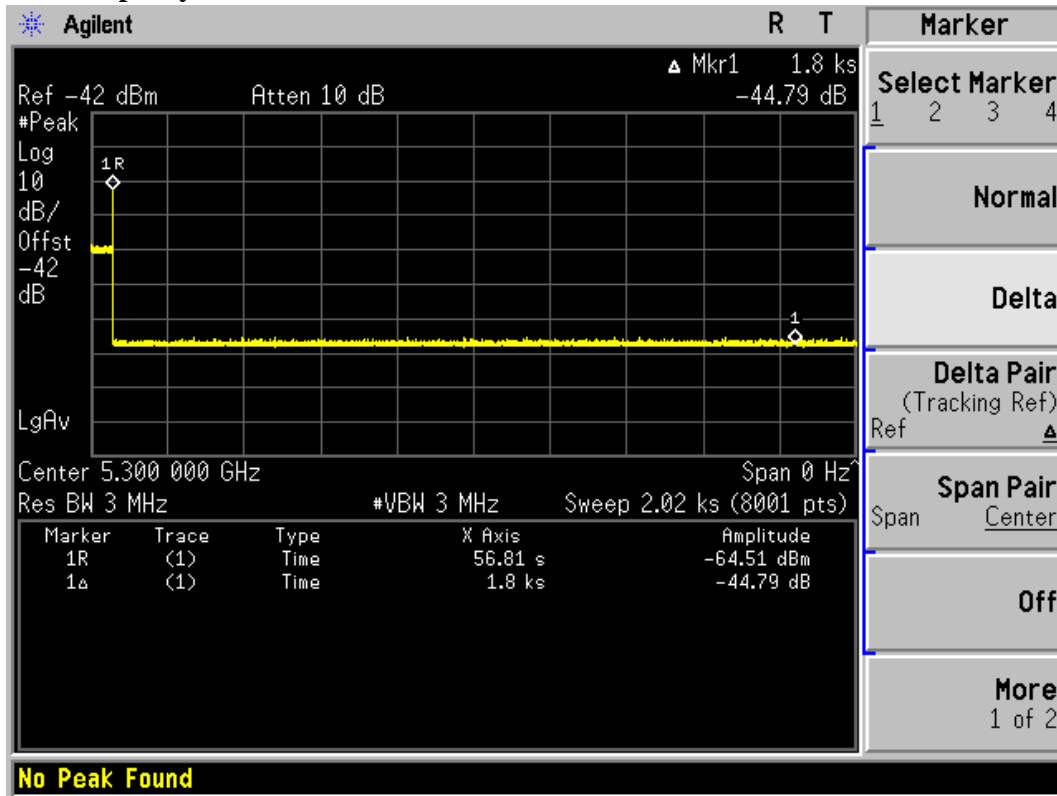 Agilent R T
Δ Mkr1 1.8 ks
Ref -42 dBm Atten 10 dB -44.79 dB
#Peak
Log
10
dB/
Offst
-42
dB
1R
1
LgAv
Center 5.300 000 GHz Span 0 Hz^
Res BW 3 MHz #VBW 3 MHz Sweep 2.02 ks (8001 pts)
Marker Trace Type X Axis Amplitude
1R (1) Time 56.81 s -64.51 dBm
1Δ (1) Time 1.8 ks -44.79 dB
No Peak Found
Marker
Select Marker
1 2 3 4
Normal
Delta
Delta Pair
(Tracking Ref)
Ref Δ
Span Pair
Span Center
Off
More
1 of 2